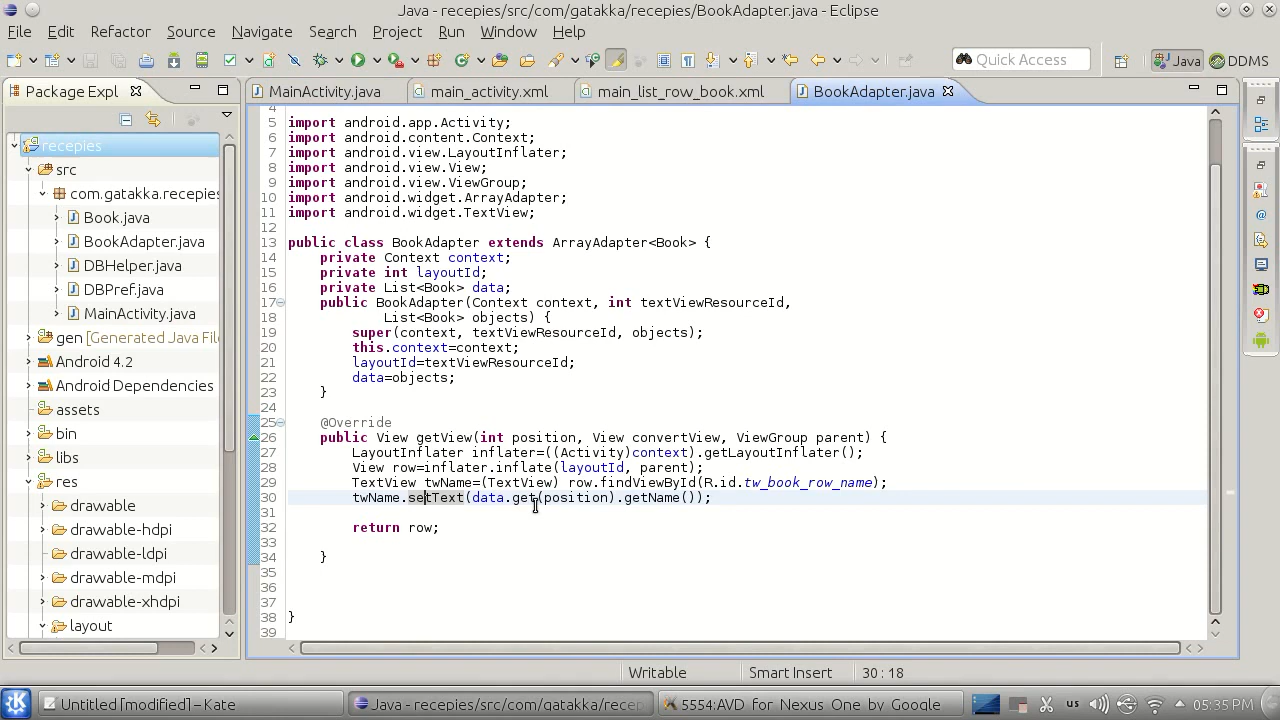 Java - recepies/src/com/gatakka/recepies/BookAdapter.java - Eclipse
File Edit Refactor Source Navigate Search Project Run Window Help
Quick Access
Java
DDMS
Package Expl
MainActivity.java
main_activity.xml
main_list_row_book.xml
BookAdapter.java
recepies
src
com.gatakka.recepies
Book.java
BookAdapter.java
DBHelper.java
DBPref.java
MainActivity.java
gen [Generated Java File
Android 4.2
Android Dependencies
assets
bin
libs
res
drawable
drawable-hdpi
drawable-ldpi
drawable-mdpi
drawable-xhdpi
layout
4
5 import android.app.Activity;
6 import android.content.Context;
7 import android.view.LayoutInflater;
8 import android.view.View;
9 import android.view.ViewGroup;
10 import android.widget.ArrayAdapter;
11 import android.widget.TextView;
12
13 public class BookAdapter extends ArrayAdapter<Book> {
14 private Context context;
15 private int layoutId;
16 private List<Book> data;
17 public BookAdapter(Context context, int textViewResourceId,
18 List<Book> objects) {
19 super(context, textViewResourceId, objects);
20 this.context=context;
21 layoutId=textViewResourceId;
22 data=objects;
23 }
24
25 @Override
26 public View getView(int position, View convertView, ViewGroup parent) {
27 LayoutInflater inflater=((Activity)context).getLayoutInflater();
28 View row=inflater.inflate(layoutId, parent);
29 TextView twName=(TextView) row.findViewById(R.id.tw_book_row_name);
30 twName.setText(data.get(position).getName());
31
32 return row;
33
34 }
35
36
37
38 }
39
Writable
Smart Insert
30 : 18
Untitled [modified] - Kate
Java - recepies/src/com/gatakka/rece
5554:AVD for Nexus One by Google
us
05:35 PM